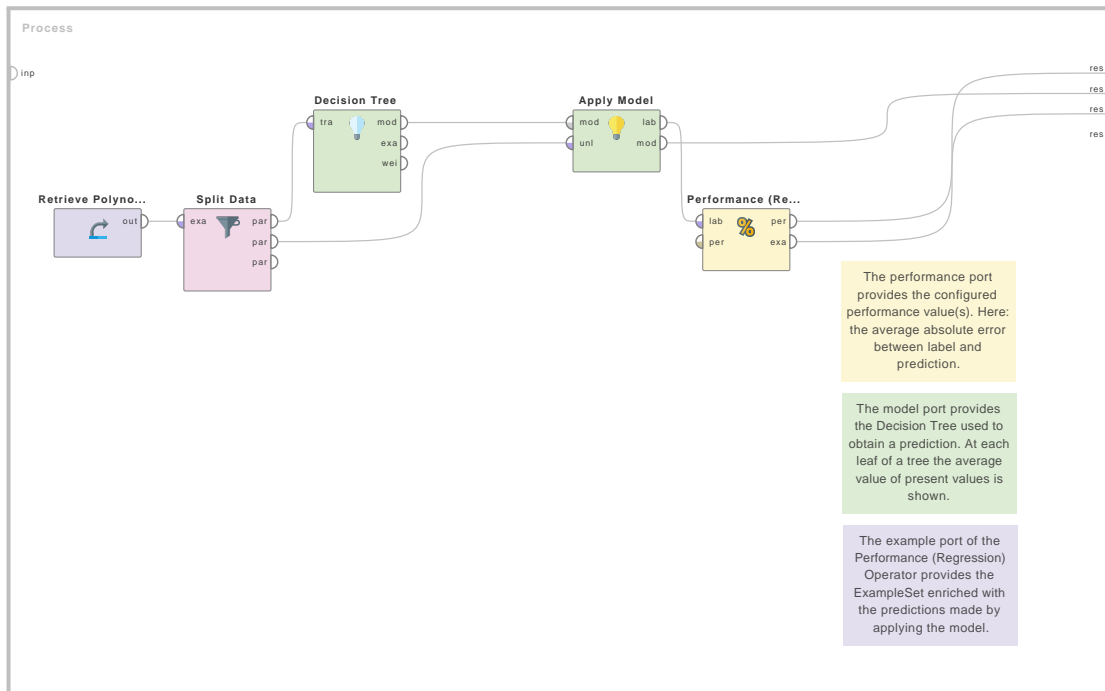 Process
inp
res
res
res
res
Decision Tree
tra mod
exa
wei
Apply Model
mod lab
unl mod
Retrieve Polyno...
out
Split Data
exa par
par
par
Performance (Re...
lab per
per exa
%
The performance port
provides the configured
performance value(s). Here:
the average absolute error
between label and
prediction.
The model port provides
the Decision Tree used to
obtain a prediction. At each
leaf of a tree the average
value of present values is
shown.
The example port of the
Performance (Regression)
Operator provides the
ExampleSet enriched with
the predictions made by
applying the model.